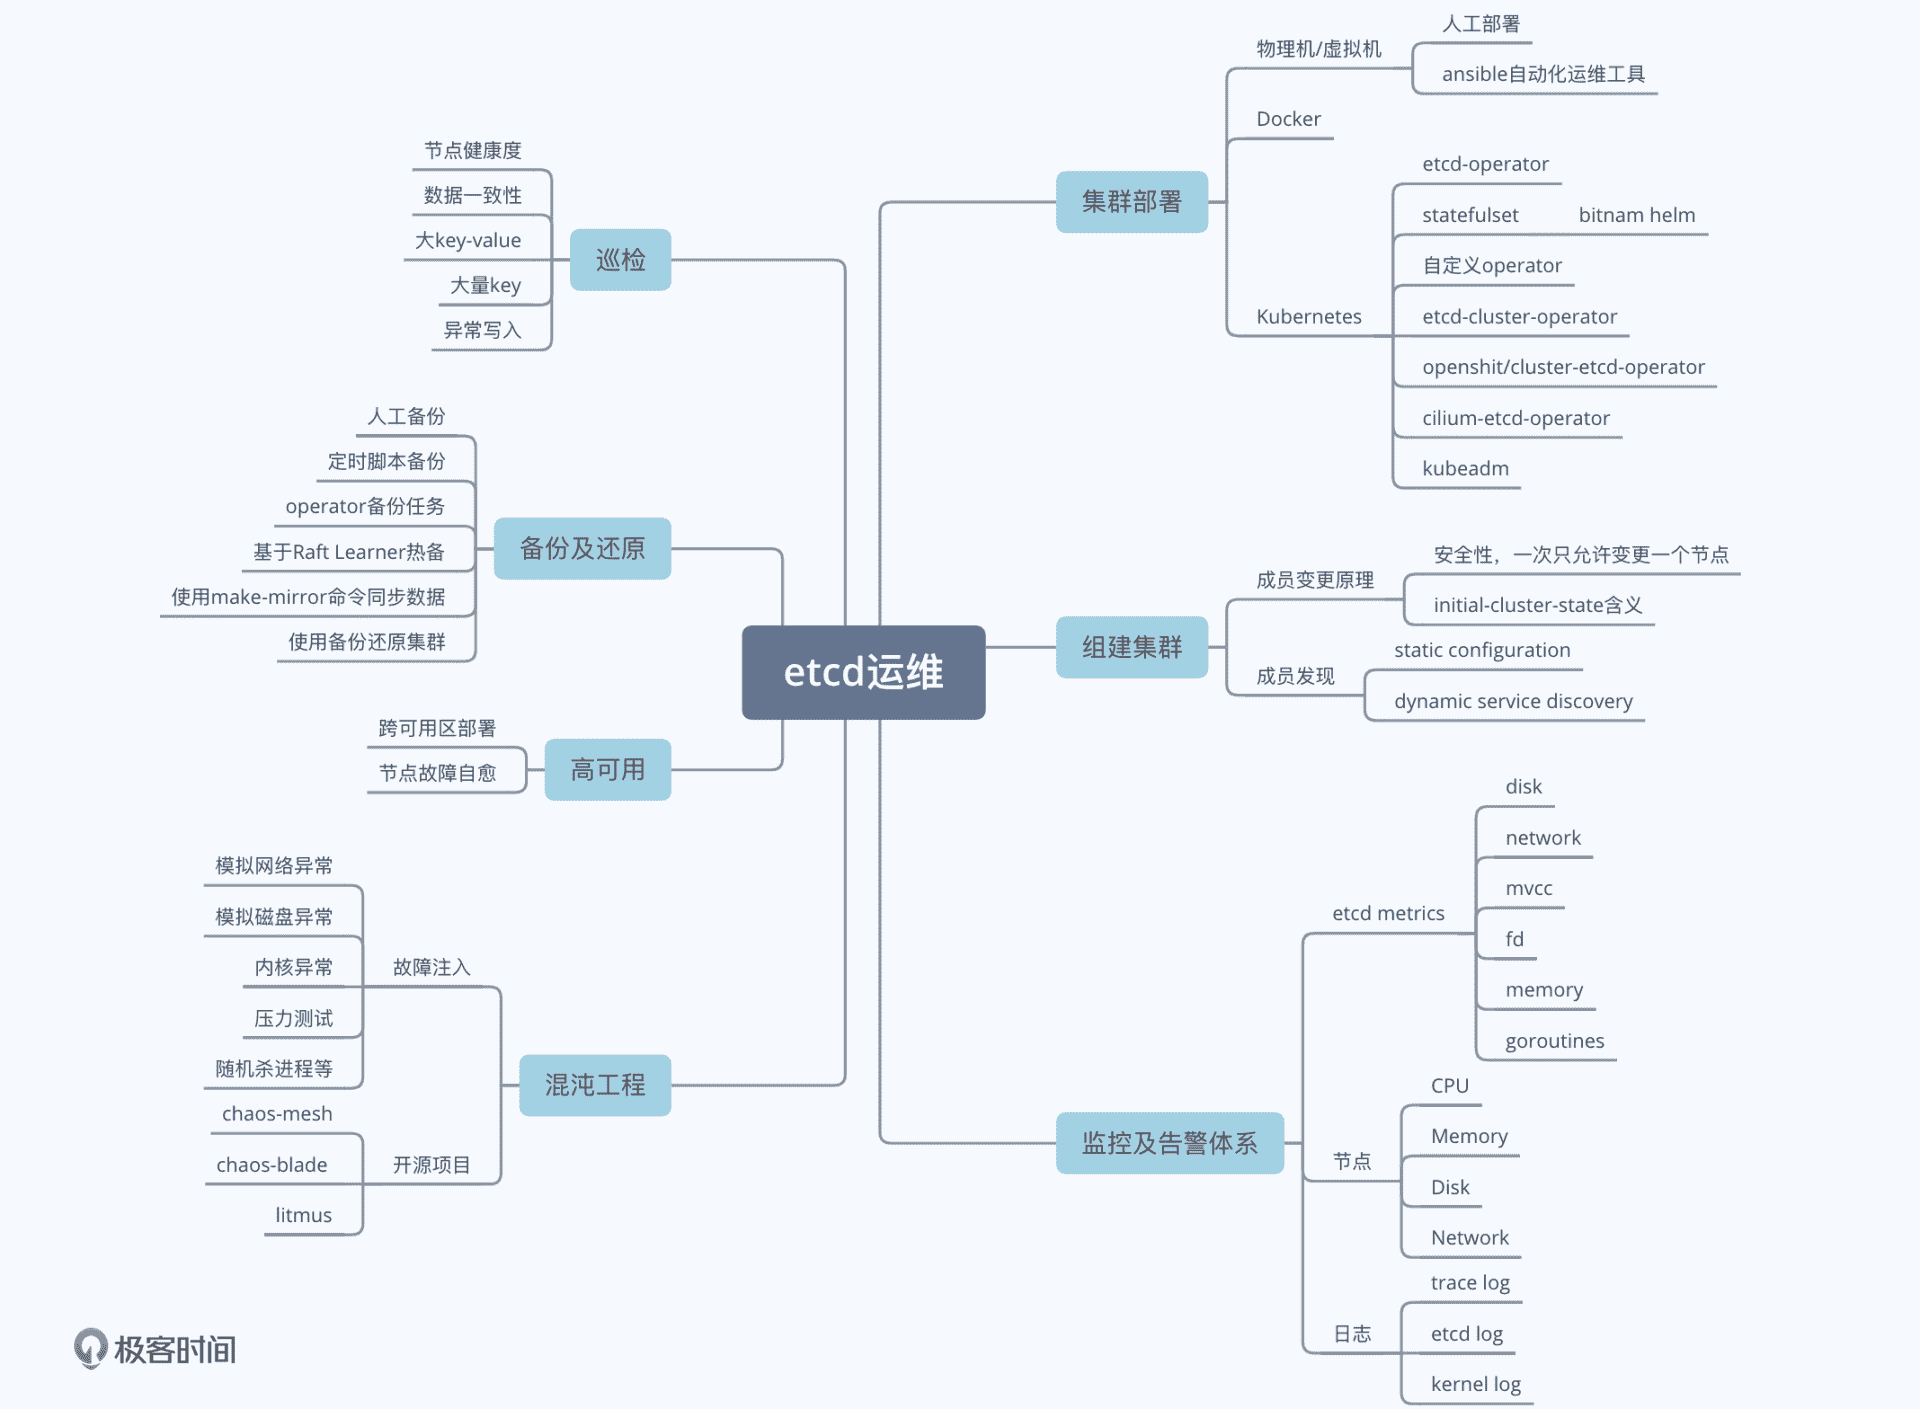 etcd运维
集群部署
物理机/虚拟机
人工部署
ansible自动化运维工具
Docker
Kubernetes
etcd-operator
statefulset
bitnam helm
自定义operator
etcd-cluster-operator
openshit/cluster-etcd-operator
cilium-etcd-operator
kubeadm
组建集群
成员变更原理
安全性，一次只允许变更一个节点
initial-cluster-state含义
成员发现
static configuration
dynamic service discovery
监控及告警体系
etcd metrics
disk
network
mvcc
fd
memory
goroutines
节点
CPU
Memory
Disk
Network
日志
trace log
etcd log
kernel log
巡检
节点健康度
数据一致性
大key-value
大量key
异常写入
备份及还原
人工备份
定时脚本备份
operator备份任务
基于Raft Learner热备
使用make-mirror命令同步数据
使用备份还原集群
高可用
跨可用区部署
节点故障自愈
混沌工程
故障注入
模拟网络异常
模拟磁盘异常
内核异常
压力测试
随机杀进程等
开源项目
chaos-mesh
chaos-blade
litmus
极客时间